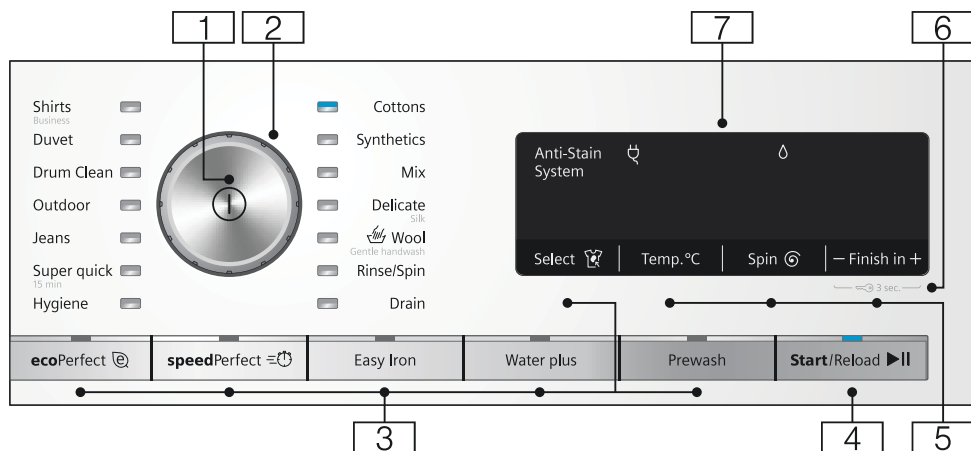 1
2
7
6
Shirts
Business
Duvet
Drum Clean
Outdoor
Jeans
Super quick
15 min
Hygiene
Cottons
Synthetics
Mix
Delicate
Silk
Wool
Gentle handwash
Rinse/Spin
Drain
Anti-Stain
System
Select
Temp.°C
Spin
− Finish in +
3 sec.
ecoPerfect e
speedPerfect
Easy Iron
Water plus
Prewash
Start/Reload
3
4
5